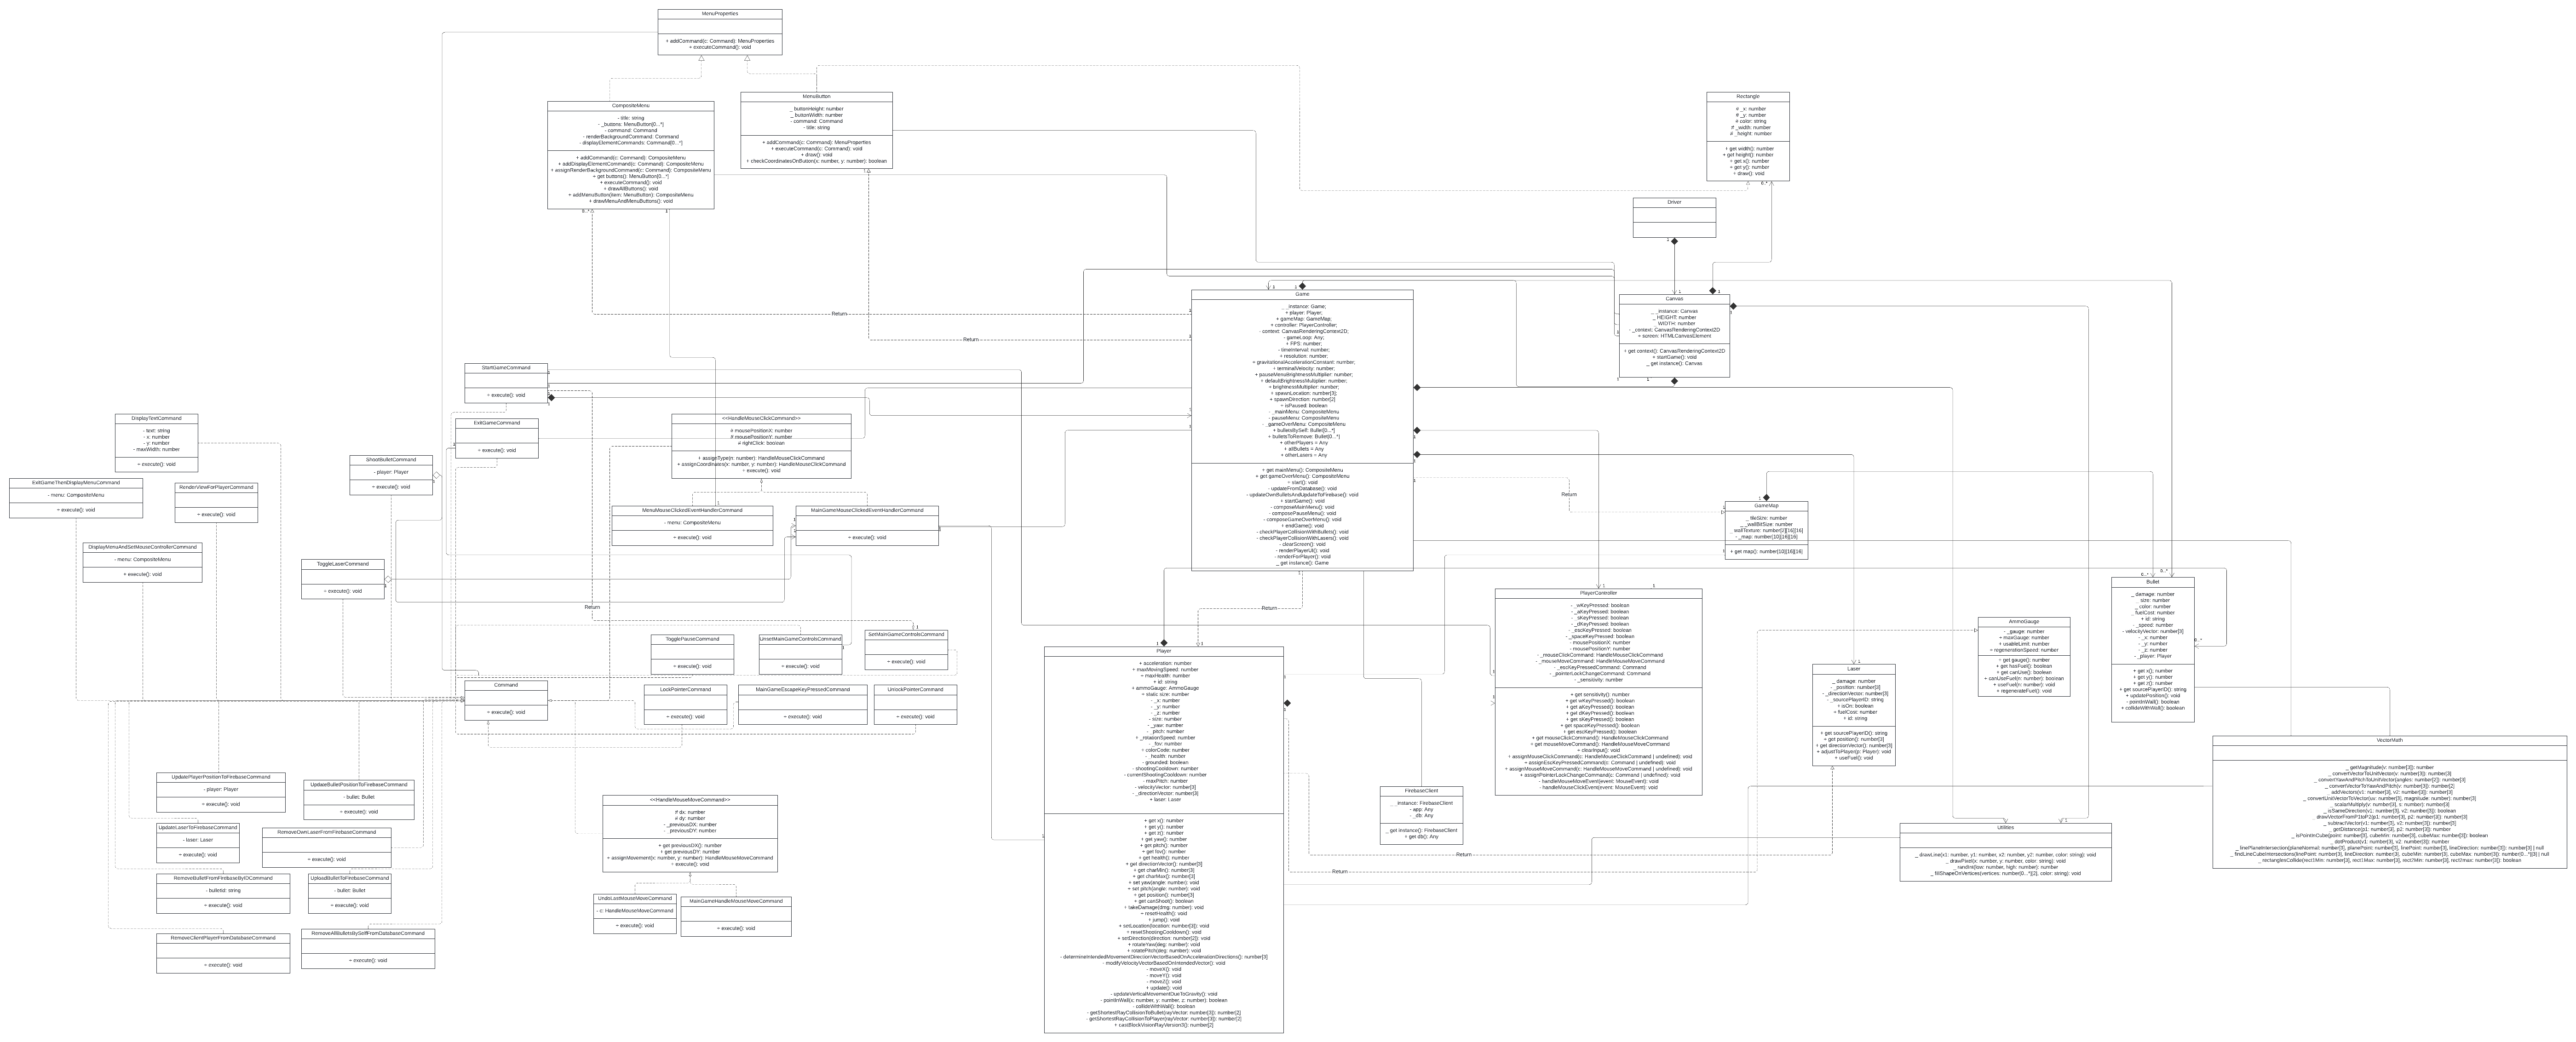 MenuProperties
+ addCommand(c: Command): MenuProperties
+ executeCommand(): void
CompositeMenu
- title: string
- _buttons: MenuButton[0...*]
- command: Command
- renderBackgroundCommand: Command
- displayElementCommands: Command[0...*]
+ addCommand(c: Command): CompositeMenu
+ addDisplayElementCommand(c: Command): CompositeMenu
+ assignRenderBackgroundCommand(c: Command): CompositeMenu
+ get buttons(): MenuButton[0...*]
+ executeCommand(): void
+ drawAllButtons(): void
+ addMenuButton(item: MenuButton): CompositeMenu
+ drawMenuAndMenuButtons(): void
MenuButton
_ buttonHeight: number
_ buttonWidth: number
- command: Command
- title: string
+ addCommand(c: Command): MenuProperties
+ executeCommand(c: Command): void
+ draw(): void
+ checkCoordinatesOnButton(x: number, y: number): boolean
Rectangle
# _x: number
# _y: number
# color: string
# _width: number
# _height: number
+ get width(): number
+ get height(): number
+ get x(): number
+ get y(): number
+ draw(): void
Driver
Canvas
_ _instance: Canvas
_ HEIGHT: number
_ WIDTH: number
- _context: CanvasRenderingContext2D
+ screen: HTMLCanvasElement
+ get context(): CanvasRenderingContext2D
+ startGame(): void
_ get instance(): Canvas
Game
_ _instance: Game;
+ player: Player;
+ gameMap: GameMap;
+ controller: PlayerController;
- context: CanvasRenderingContext2D;
- gameLoop: Any;
+ FPS: number;
- timeInterval: number;
+ resolution: number;
+ gravitationalAccelerationConstant: number;
+ terminalVelocity: number;
+ pauseMenuBrightnessMultiplier: number;
+ defaultBrightnessMultiplier: number;
+ brightnessMultiplier: number;
+ spawnLocation: number[3];
+ spawnDirection: number[2]
+ isPaused: boolean
- _mainMenu: CompositeMenu
- pauseMenu: CompositeMenu
- _gameOverMenu: CompositeMenu
+ bulletsBySelf: Bullet[0...*]
+ bulletsToRemove: Bullet[0...*]
+ otherPlayers = Any
+ allBullets = Any
+ otherLasers = Any
+ get mainMenu(): CompositeMenu
+ get gameOverMenu(): CompositeMenu
+ start(): void
- updateFromDatabase(): void
- updateOwnBulletsAndUpdateToFirebase(): void
+ startGame(): void
- composeMainMenu(): void
- composePauseMenu(): void
- composeGameOverMenu(): void
+ endGame(): void
- checkPlayerCollisionWithBullets(): void
- checkPlayerCollisionWithLasers(): void
- clearScreen(): void
- renderPlayerUI(): void
- renderForPlayer(): void
_ get instance(): Game
StartGameCommand
+ execute(): void
ExitGameCommand
+ execute(): void
<<HandleMouseClickCommand>>
# mousePositionX: number
# mousePositionY: number
# rightClick: boolean
+ assignType(n: number): HandleMouseClickCommand
+ assignCoordinates(x: number, y: number): HandleMouseClickCommand
+ execute(): void
MenuMouseClickedEventHandlerCommand
- menu: CompositeMenu
+ execute(): void
MainGameMouseClickedEventHandlerCommand
+ execute(): void
DisplayTextCommand
- text: string
- x: number
- y: number
- maxWidth: number
+ execute(): void
ShootBulletCommand
- player: Player
+ execute(): void
ExitGameThenDisplayMenuCommand
- menu: CompositeMenu
+ execute(): void
RenderViewForPlayerCommand
+ execute(): void
DisplayMenuAndSetMouseControllerCommand
- menu: CompositeMenu
+ execute(): void
ToggleLaserCommand
+ execute(): void
TogglePauseCommand
+ execute(): void
UnsetMainGameControlsCommand
+ execute(): void
SetMainGameControlsCommand
+ execute(): void
Command
+ execute(): void
LockPointerCommand
+ execute(): void
MainGameEscapeKeyPressedCommand
+ execute(): void
UnlockPointerCommand
+ execute(): void
UpdatePlayerPositionToFirebaseCommand
- player: Player
+ execute(): void
UpdateBulletPositionToFirebaseCommand
- bullet: Bullet
+ execute(): void
UpdateLaserToFirebaseCommand
- laser: Laser
+ execute(): void
RemoveOwnLaserFromFirebaseCommand
+ execute(): void
RemoveBulletFromFirebaseByIDCommand
- bulletId: string
+ execute(): void
UploadBulletToFirebaseCommand
- bullet: Bullet
+ execute(): void
RemoveClientPlayerFromDatabaseCommand
+ execute(): void
RemoveAllBulletsBySelfFromDatabaseCommand
+ execute(): void
<<HandleMouseMoveCommand>>
# dx: number
# dy: number
- _previousDX: number
- _previousDY: number
+ get previousDX(): number
+ get previousDY: number
+ assignMovement(x: number, y: number): HandleMouseMoveCommand
+ execute(): void
UndoLastMouseMoveCommand
- c: HandleMouseMoveCommand
+ execute(): void
MainGameHandleMouseMoveCommand
+ execute(): void
Player
+ acceleration: number
+ maxMovingSpeed: number
+ maxHealth: number
+ id: string
+ ammoGauge: AmmoGauge
+ static size: number
- _x: number
- _y: number
- _z: number
- size: number
- _yaw: number
- _pitch: number
+ _rotationSpeed: number
- _fov: number
+ colorCode: number
- _health: number
- grounded: boolean
- shootingCooldown: number
- currentShootingCooldown: number
- maxPitch: number
- velocityVector: number[3]
- _directionVector: number[3]
+ laser: Laser
+ get x(): number
+ get y(): number
+ get z(): number
+ get yaw(): number
+ get pitch(): number
+ get fov(): number
+ get health(): number
+ get directionVector(): number[3]
+ get charMin(): number[3]
+ get charMax(): number[3]
+ set yaw(angle: number): void
+ set pitch(angle: number): void
+ get position(): number[3]
+ get canShoot(): boolean
+ takeDamage(dmg: number): void
+ resetHealth(): void
+ jump(): void
+ setLocation(location: number[3]): void
+ resetShootingCooldown(): void
+ setDirection(direction: number[2]): void
+ rotateYaw(deg: number): void
+ rotatePitch(deg: number): void
- determineIntendedMovementDirectionVectorBasedOnAccelerationDirections(): number[3]
- modifyVelocityVectorBasedOnIntendedVector(): void
- moveX(): void
- moveY(): void
- moveZ(): void
+ update(): void
- updateVerticalMovementDueToGravity(): void
- pointInWall(x: number, y: number, z: number): boolean
- collideWithWall(): boolean
- getShortestRayCollisionToBullet(rayVector: number[3]): number[2]
- getShortestRayCollisionToPlayer(rayVector: number[3]): number[2]
+ castBlockVisionRayVersion3(): number[2]
FirebaseClient
_ _instance: FirebaseClient
- app: Any
- _db: Any
_ get instance(): FirebaseClient
+ get db(): Any
PlayerController
- _wKeyPressed: boolean
- _aKeyPressed: boolean
- _sKeyPressed: boolean
- _dKeyPressed: boolean
- _escKeyPressed: boolean
- _spaceKeyPressed: boolean
- mousePositionX: number
- mousePositionY: number
- _mouseClickCommand: HandleMouseClickCommand
- _mouseMoveCommand: HandleMouseMoveCommand
- _escKeyPressedCommand: Command
- _pointerLockChangeCommand: Command
- _sensitivity: number
+ get sensitivity(): number
+ get wKeyPressed(): boolean
+ get aKeyPressed(): boolean
+ get dKeyPressed(): boolean
+ get sKeyPressed(): boolean
+ get spaceKeyPressed(): boolean
+ get escKeyPressed(): boolean
+ get mouseClickCommand(): HandleMouseClickCommand
+ get mouseMoveCommand(): HandleMouseMoveCommand
+ clearInput(): void
+ assignMouseClickCommand(c: HandleMouseClickCommand | undefined): void
+ assignEscKeyPressedCommand(c: Command | undefined): void
+ assignMouseMoveCommand(c: HandleMouseMoveCommand | undefined): void
+ assignPointerLockChangeCommand(c: Command | undefined): void
- handleMouseMoveEvent(event: MouseEvent): void
- handleMouseClickEvent(event: MouseEvent): void
GameMap
_ tileSize: number
_ _wallBitSize: number
_ wallTexture: number[2][16][16]
- _map: number[10][16][16]
+ get map(): number[10][16][16]
Laser
_ damage: number
- _position: number[3]
- _directionVector: number[3]
- _sourcePlayerID: string
+ isOn: boolean
+ fuelCost: number
+ id: string
+ get sourcePlayerID(): string
+ get position(): number[3]
+ get directionVector(): number[3]
+ adjustToPlayer(p: Player): void
+ useFuel(): void
AmmoGauge
- _gauge: number
+ maxGauge: number
+ usableLimit: number
+ regenerationSpeed: number
+ get gauge(): number
+ get hasFuel(): boolean
+ get canUse(): boolean
+ canUseFuel(n: number): boolean
+ useFuel(n: number): void
+ regenerateFuel(): void
Bullet
_ damage: number
_ size: number
_ color: number
_ fuelCost: number
+ id: string
- _speed: number
- velocityVector: number[3]
- _x: number
- _y: number
- _z: number
- _player: Player
+ get x(): number
+ get y(): number
+ get z(): number
+ get sourcePlayerID(): string
+ updatePosition(): void
- pointInWall(): boolean
+ collideWithWall(): boolean
Utilities
_ drawLine(x1: number, y1: number, x2: number, y2: number, color: string): void
_ drawPixel(x: number, y: number, color: string): void
_ randInt(low: number, high: number): number
_ fillShapeOnVertices(vertices: number[0...*][2], color: string): void
VectorMath
_ getMagnitude(v: number[3]): number
_ convertVectorToUnitVector(v: number[3]): number[3]
_ convertYawAndPitchToUnitVector(angles: number[2]): number[3]
_ convertVectorToYawAndPitch(v: number[3]): number[2]
_ addVectors(v1: number[3], v2: number[3]): number[3]
_ convertUnitVectorToVector(uv: number[3], magnitude: number): number[3]
_ scalarMultiply(v: number[3], s: number): number[3]
_ isSameDirection(v1: number[3], v2: number[3]): boolean
_ drawVectorFromP1toP2(p1: number[3], p2: number[3]): number[3]
_ subtractVector(v1: number[3], v2: number[3]): number[3]
_ getDistance(p1: number[3], p2: number[3]): number
_ isPointInCube(point: number[3], cubeMin: number[3], cubeMax: number[3]): boolean
_ dotProduct(v1: number[3], v2: number[3]): number
_ linePlaneIntersection(planeNormal: number[3], planePoint: number[3], linePoint: number[3], lineDirection: number[3]): number[3] | null
_ findLineCubeIntersections(linePoint: number[3], lineDirection: number[3], cubeMin: number[3], cubeMax: number[3]): number[0...*][3] | null
_ rectanglesCollide(rect1Min: number[3], rect1Max: number[3], rect2Min: number[3], rect2max: number[3]): boolean
Return
Return
Return
Return
Return
Return
Return